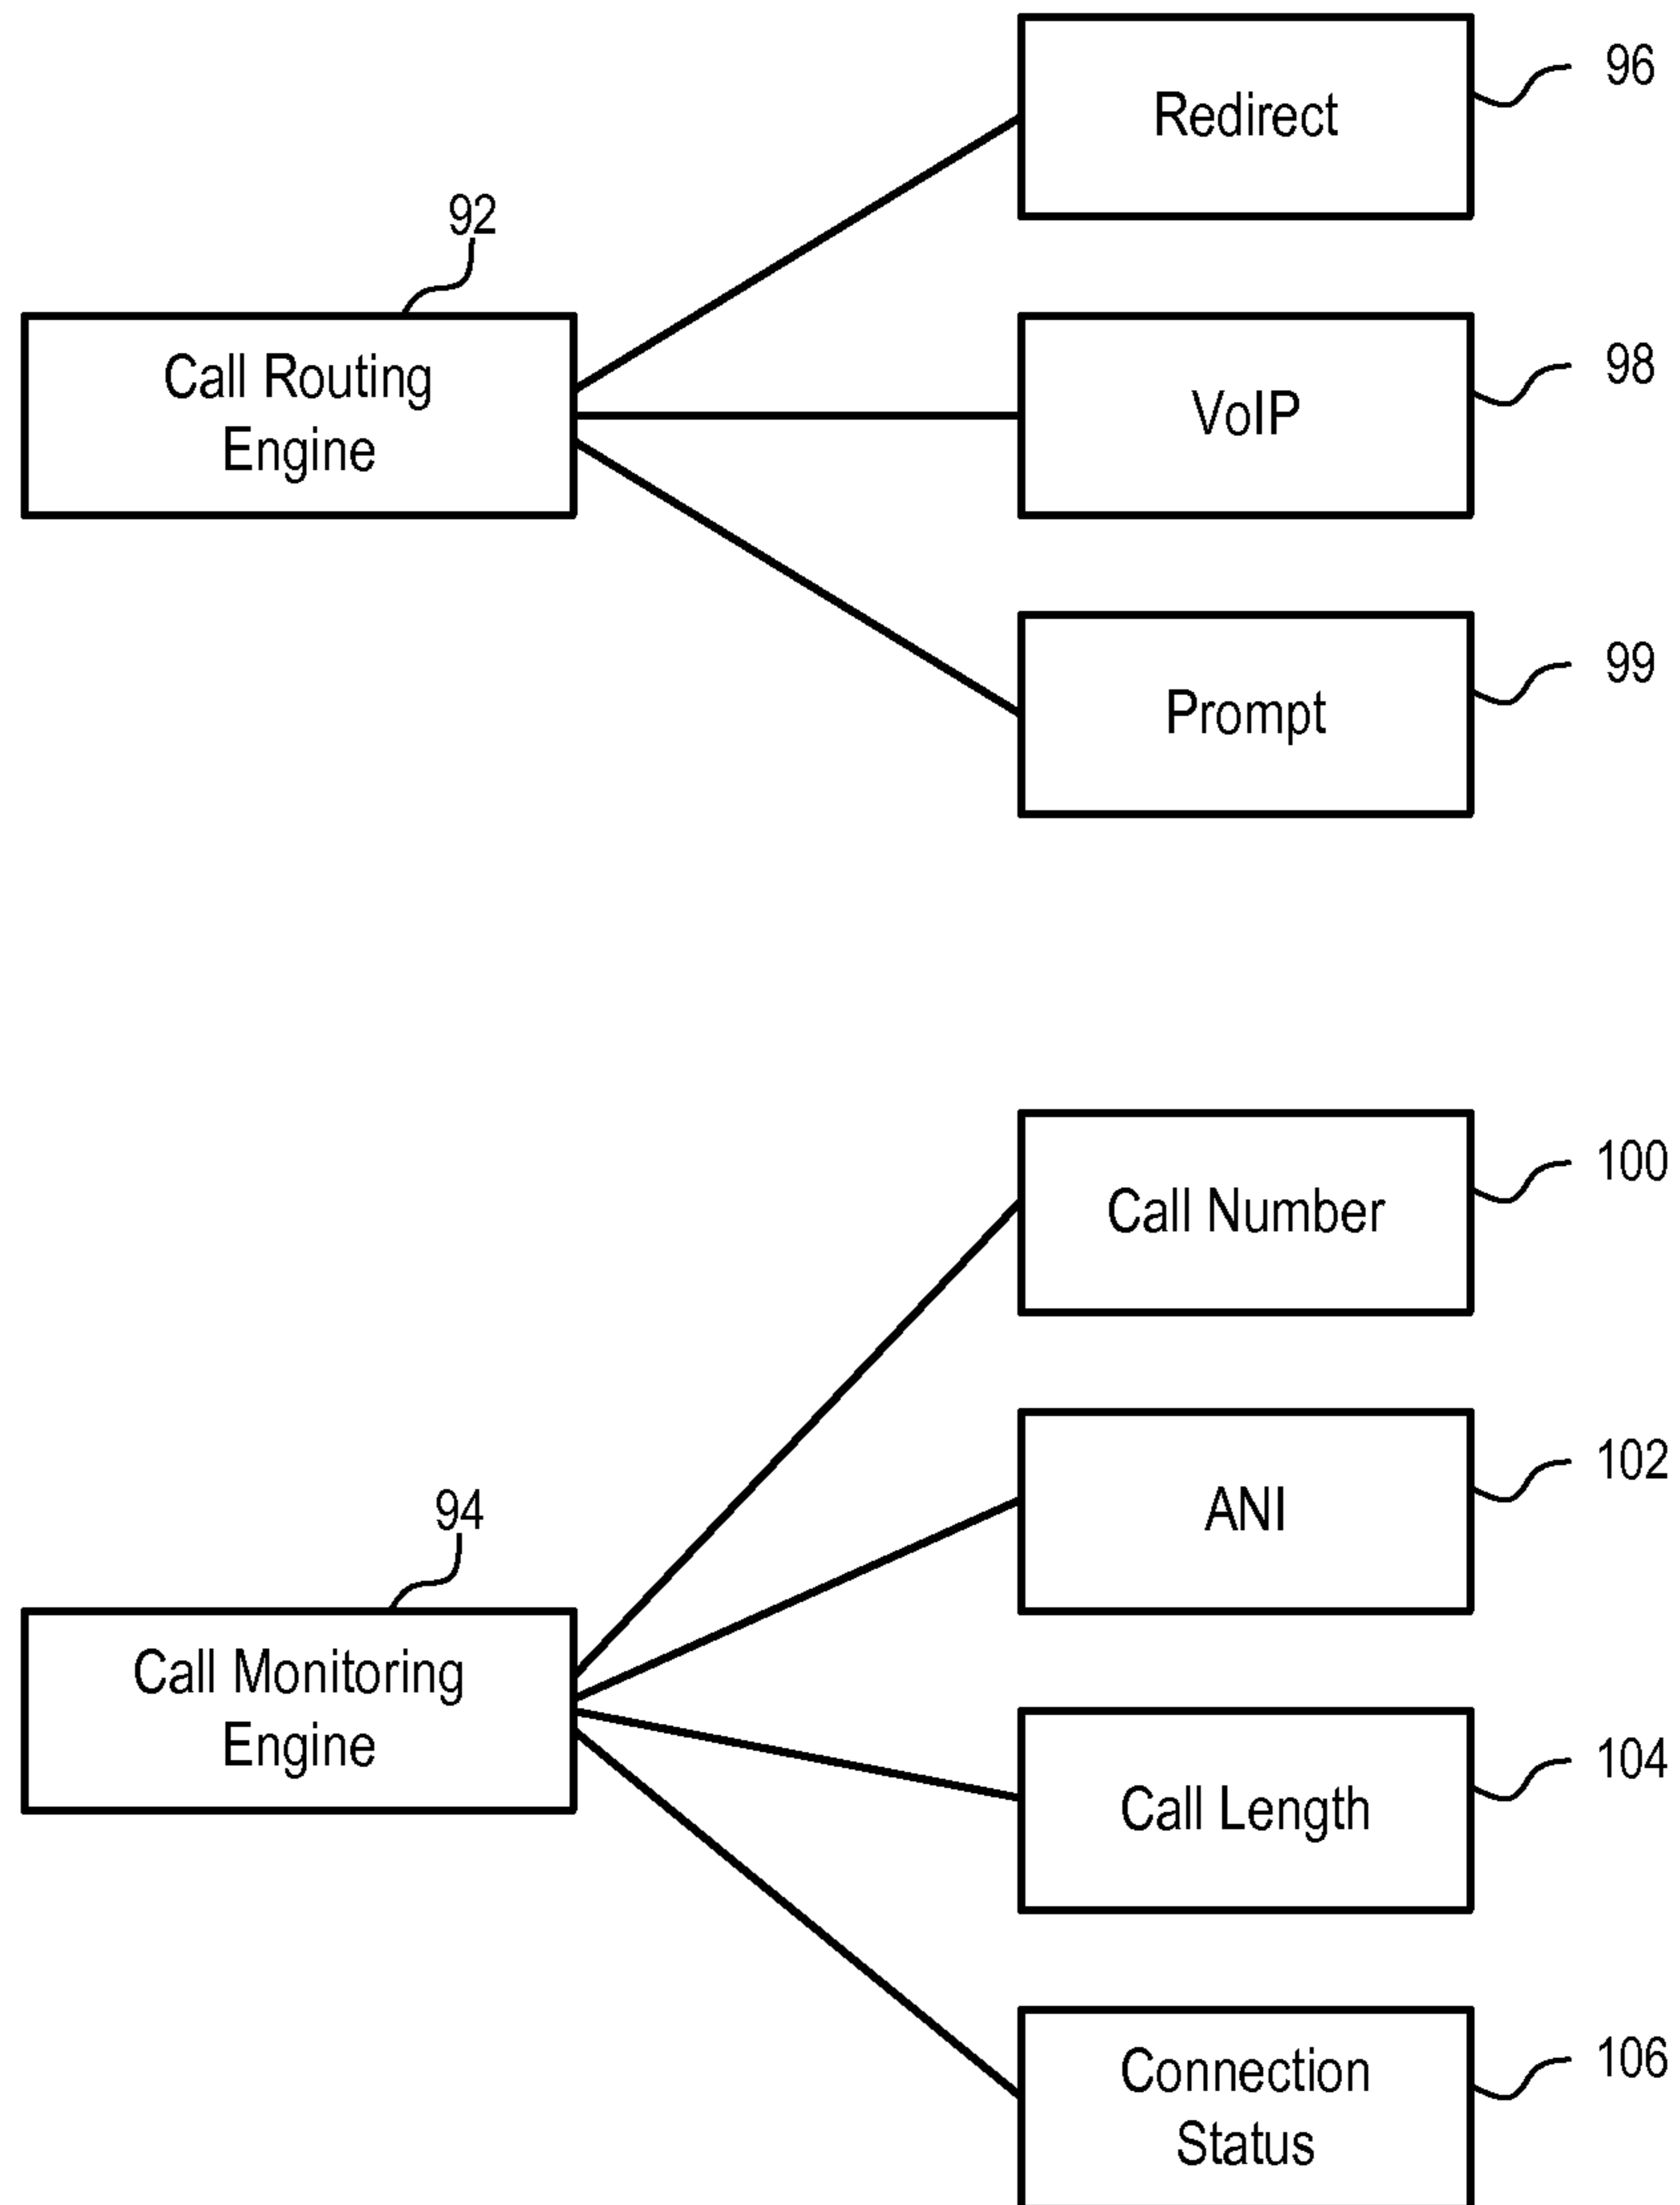 96
Redirect
92
98
Call Routing
Engine
VoIP
99
Prompt
100
Call Number
102
ANI
94
Call Monitoring
Engine
104
Call Length
106
Connection
Status